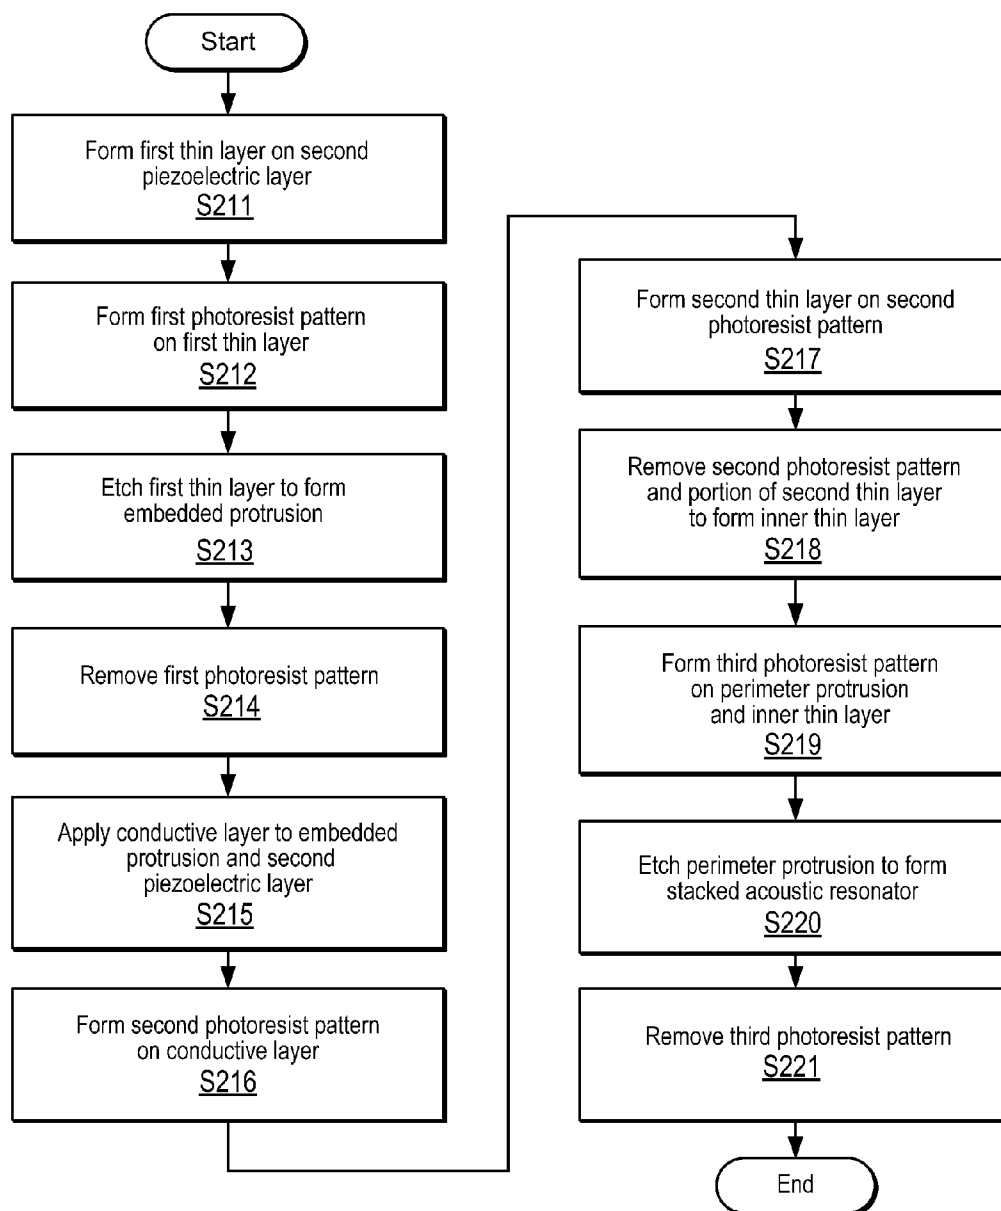 Start
Form first thin layer on second
piezoelectric layer
S211
Form first photoresist pattern
on first thin layer
S212
Etch first thin layer to form
embedded protrusion
S213
Remove first photoresist pattern
S214
Apply conductive layer to embedded
protrusion and second
piezoelectric layer
S215
Form second photoresist pattern
on conductive layer
S216
Form second thin layer on second
photoresist pattern
S217
Remove second photoresist pattern
and portion of second thin layer
to form inner thin layer
S218
Form third photoresist pattern
on perimeter protrusion
and inner thin layer
S219
Etch perimeter protrusion to form
stacked acoustic resonator
S220
Remove third photoresist pattern
S221
End